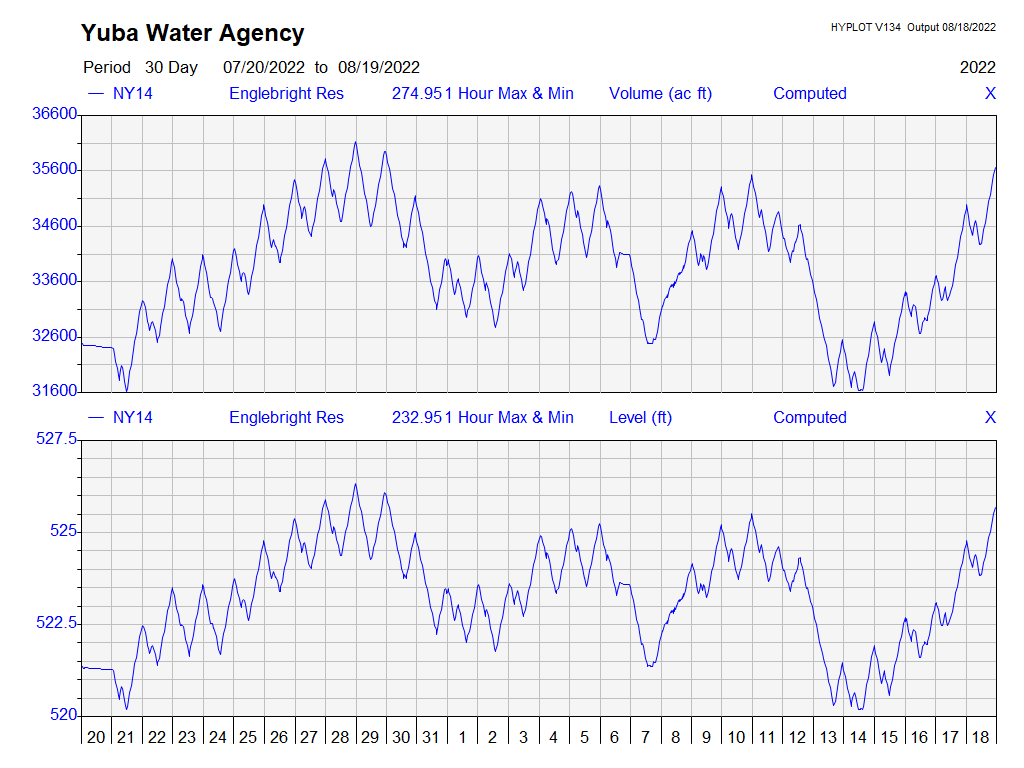 Yuba Water Agency
HYPLOT V134 Output 08/18/2022
Period 30 Day 07/20/2022 to 08/19/2022 2022
NY14 Englebright Res 274.951 Hour Max & Min Volume (ac ft) Computed X
36600
35600
34600
33600
32600
31600
NY14 Englebright Res 232.951 Hour Max & Min Level (ft) Computed X
527.5
525
522.5
520
20 21 22 23 24 25 26 27 28 29 30 31 1 2 3 4 5 6 7 8 9 10 11 12 13 14 15 16 17 18